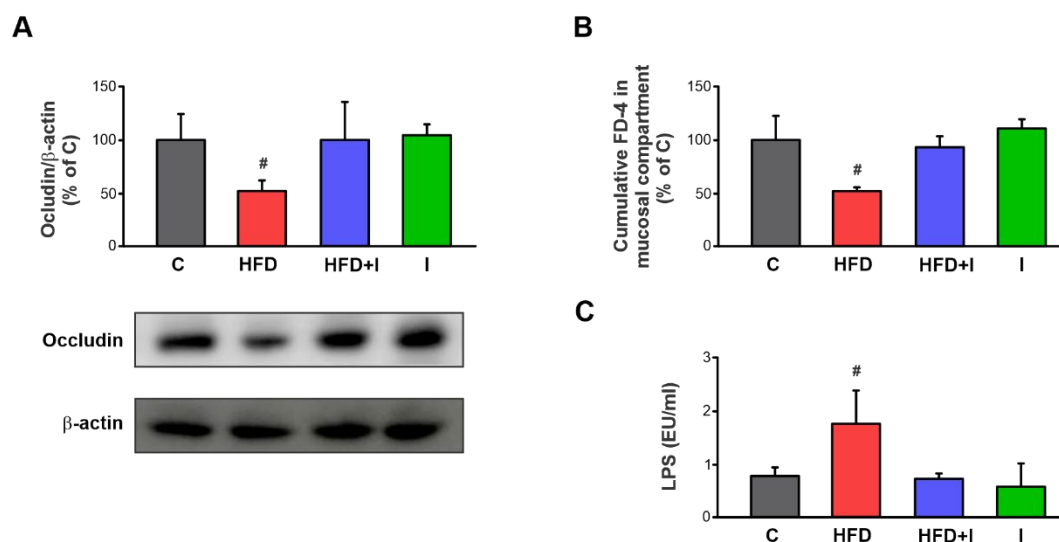 A
Ocludin/β-actin
(% of C)
150
100
50
0
#
C HFD HFD+I I
Occludin
β-actin
B
Cumulative FD-4 in
mucosal compartment
(% of C)
150
100
50
0
#
C HFD HFD+I I
C
LPS (EU/ml)
3
2
1
0
#
C HFD HFD+I I